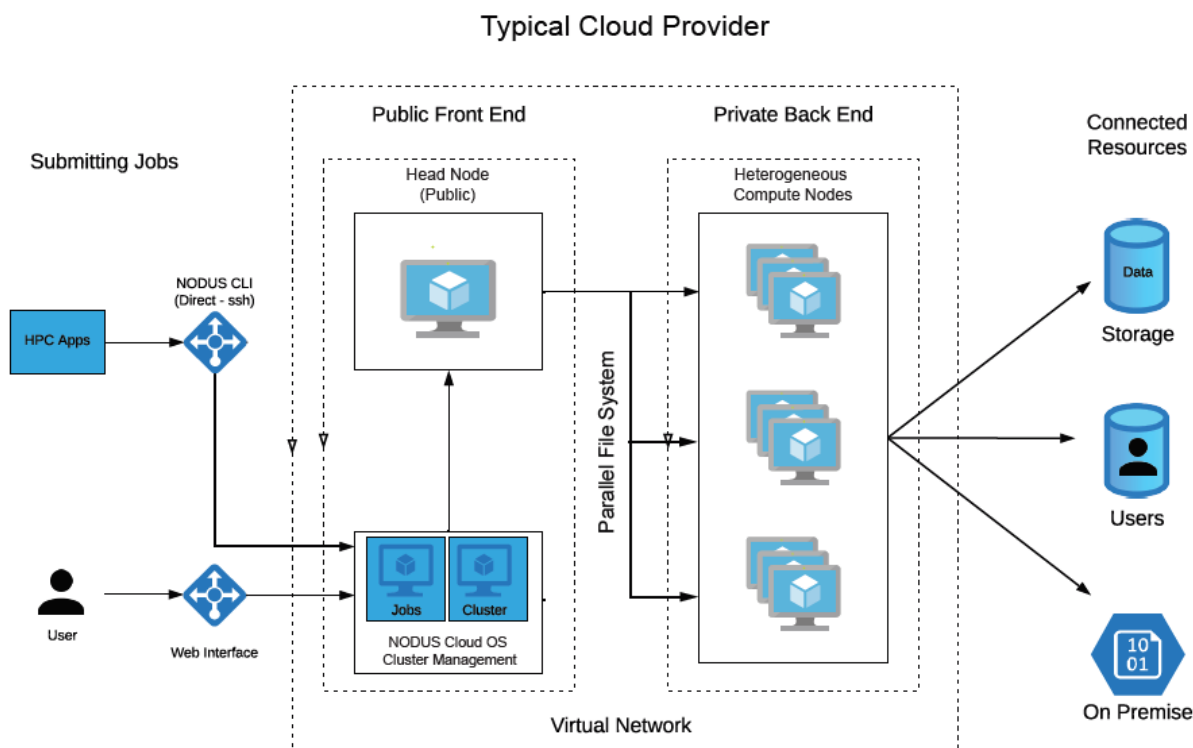 Typical Cloud Provider
Public Front End
Private Back End
Connected
Resources
Submitting Jobs
Head Node
(Public)
Heterogeneous
Compute Nodes
NODUS CLI
(Direct - ssh)
HPC Apps
Data
Storage
Parallel File System
Users
Jobs
Cluster
User
Web Interface
NODUS Cloud OS
Cluster Management
10
01
On Premise
Virtual Network